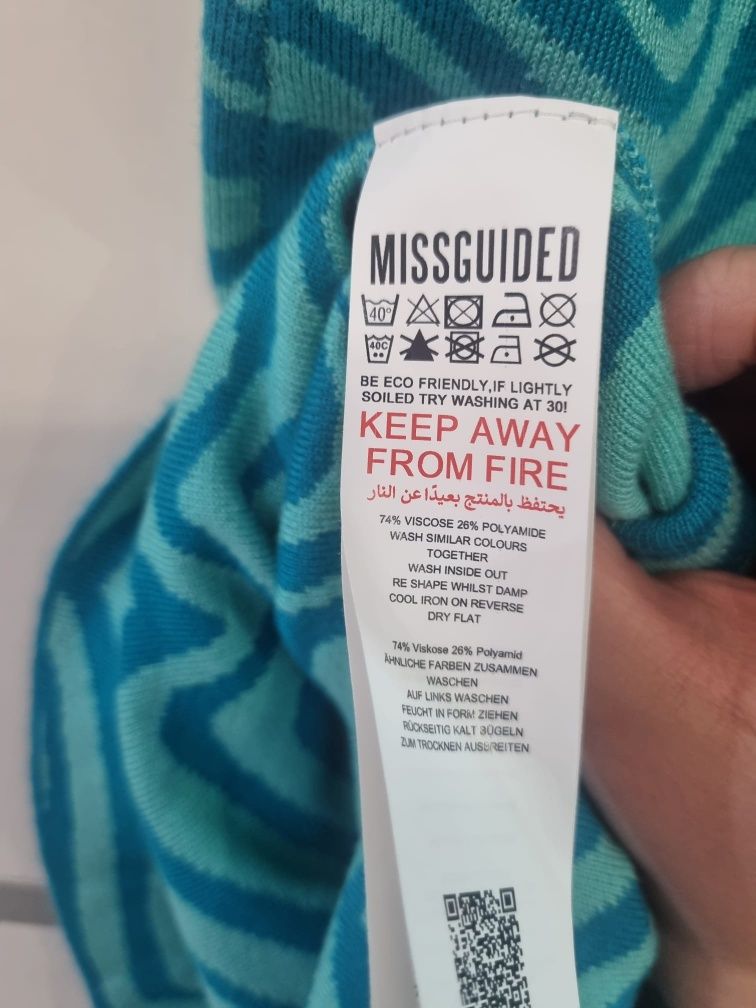 MISSGUIDED
40°
40C
BE ECO FRIENDLY,IF LIGHTLY
SOILED TRY WASHING AT 30!
KEEP AWAY
FROM FIRE
يحتفظ بالمنتج بعيدًا عن النار
74% VISCOSE 26% POLYAMIDE
WASH SIMILAR COLOURS
TOGETHER
WASH INSIDE OUT
RE SHAPE WHILST DAMP
COOL IRON ON REVERSE
DRY FLAT
74% Viskose 26% Polyamid
ÄHNLICHE FARBEN ZUSAMMEN
WASCHEN
AUF LINKS WASCHEN
FEUCHT IN FORM ZIEHEN
RÜCKSEITIG KALT BÜGELN
ZUM TROCKNEN AUSBREITEN